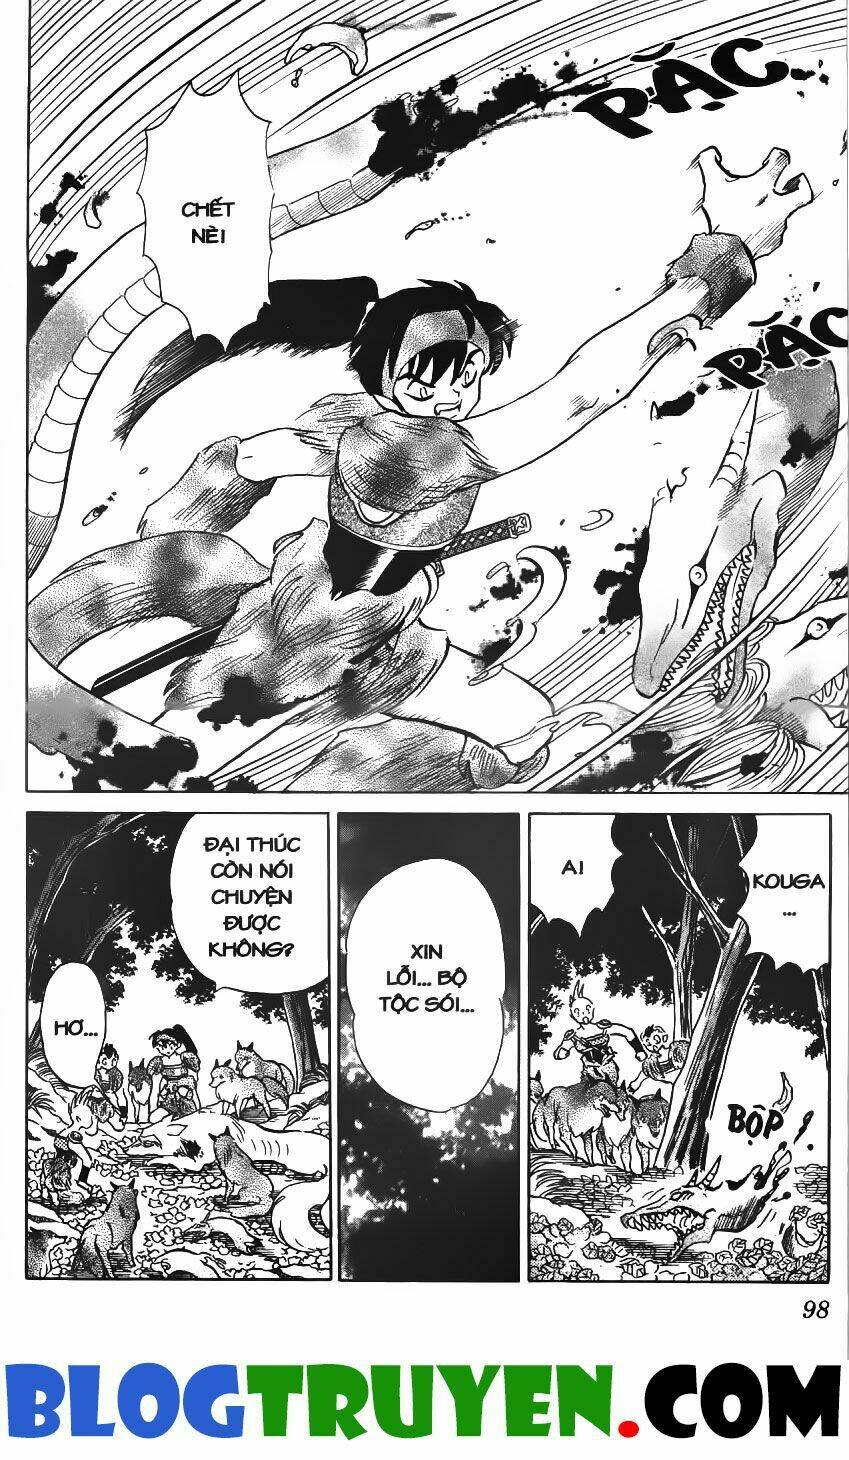 PẶC
CHẾT
NÈ!
PẶC
A!
KOUGA
...
BỘP
XIN
LỖI... BỘ
TỘC SÓI...
ĐẠI THÚC
CÒN NÓI
CHUYỆN
ĐƯỢC
KHÔNG?
HƠ...
98
BLOGTRUYEN.COM